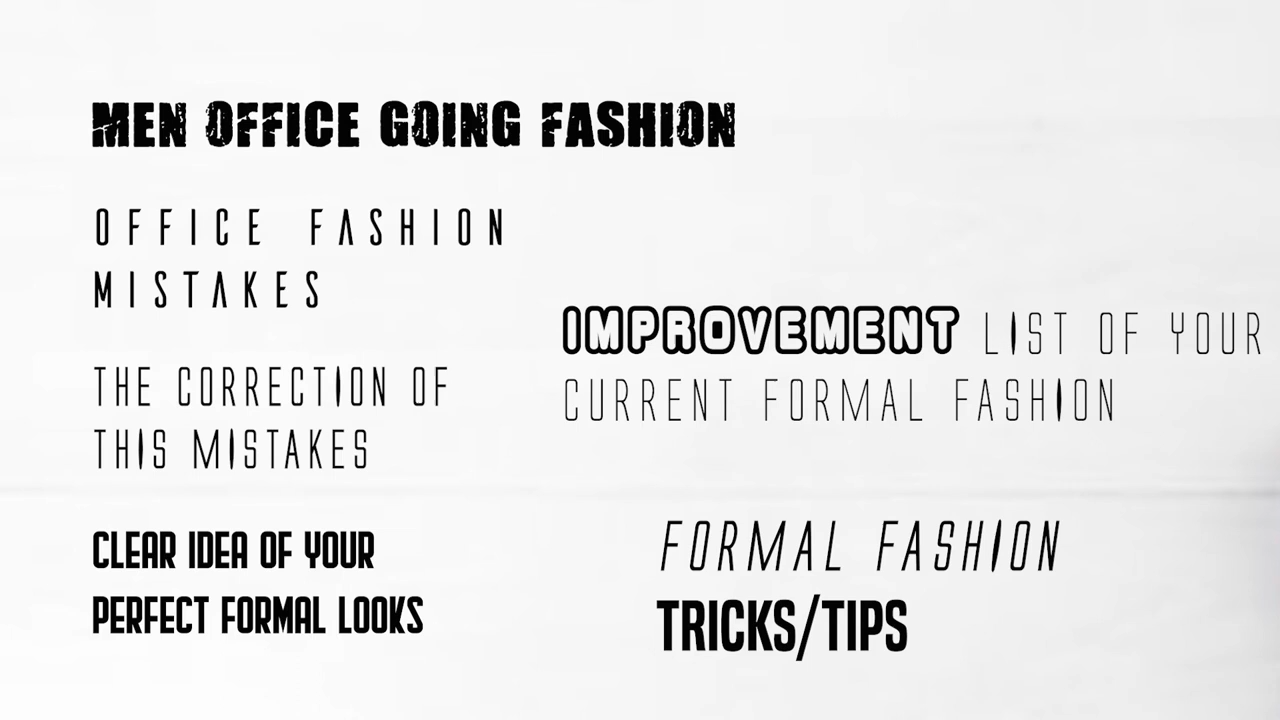 MEN OFFICE GOING FASHION
OFFICE FASHION
MISTAKES
THE CORRECTION OF
THIS MISTAKES
CLEAR IDEA OF YOUR
PERFECT FORMAL LOOKS
IMPROVEMENT LIST OF YOUR
CURRENT FORMAL FASHION
FORMAL FASHION
TRICKS/TIPS